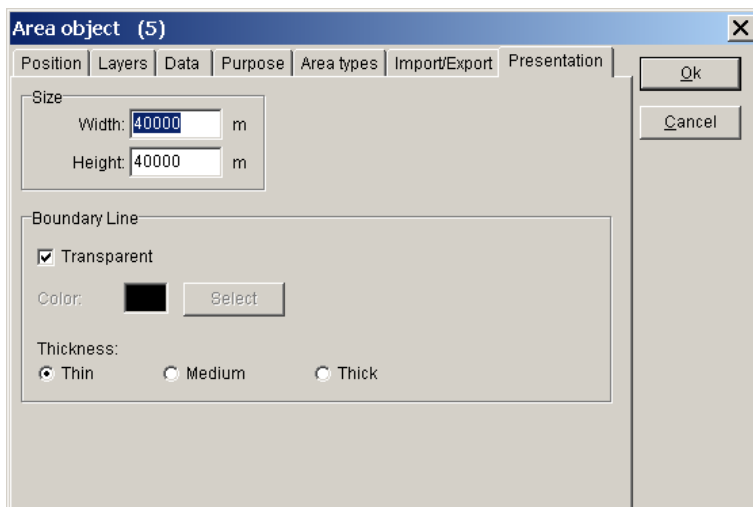 Area object (5)
Position Layers Data Purpose Area types Import/Export Presentation
Ok
Cancel
Size
Width: 40000 m
Height: 40000 m
Boundary Line
Transparent
Color: Select
Thickness:
Thin Medium Thick